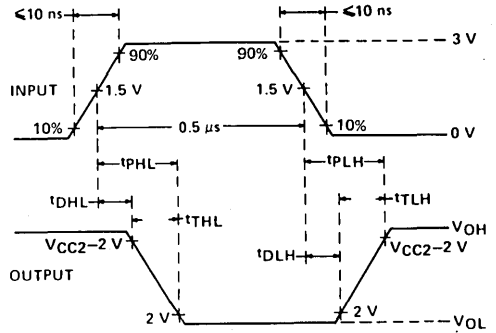 ≤10 ns
≤10 ns
3 V
90%
90%
INPUT
1.5 V
1.5 V
10%
0.5 μs
10%
0 V
tPHL
tPLH
tDHL
tTHL
tTLH
VOH
VCC2−2 V
tDLH
VCC2−2 V
OUTPUT
2 V
2 V
VOL